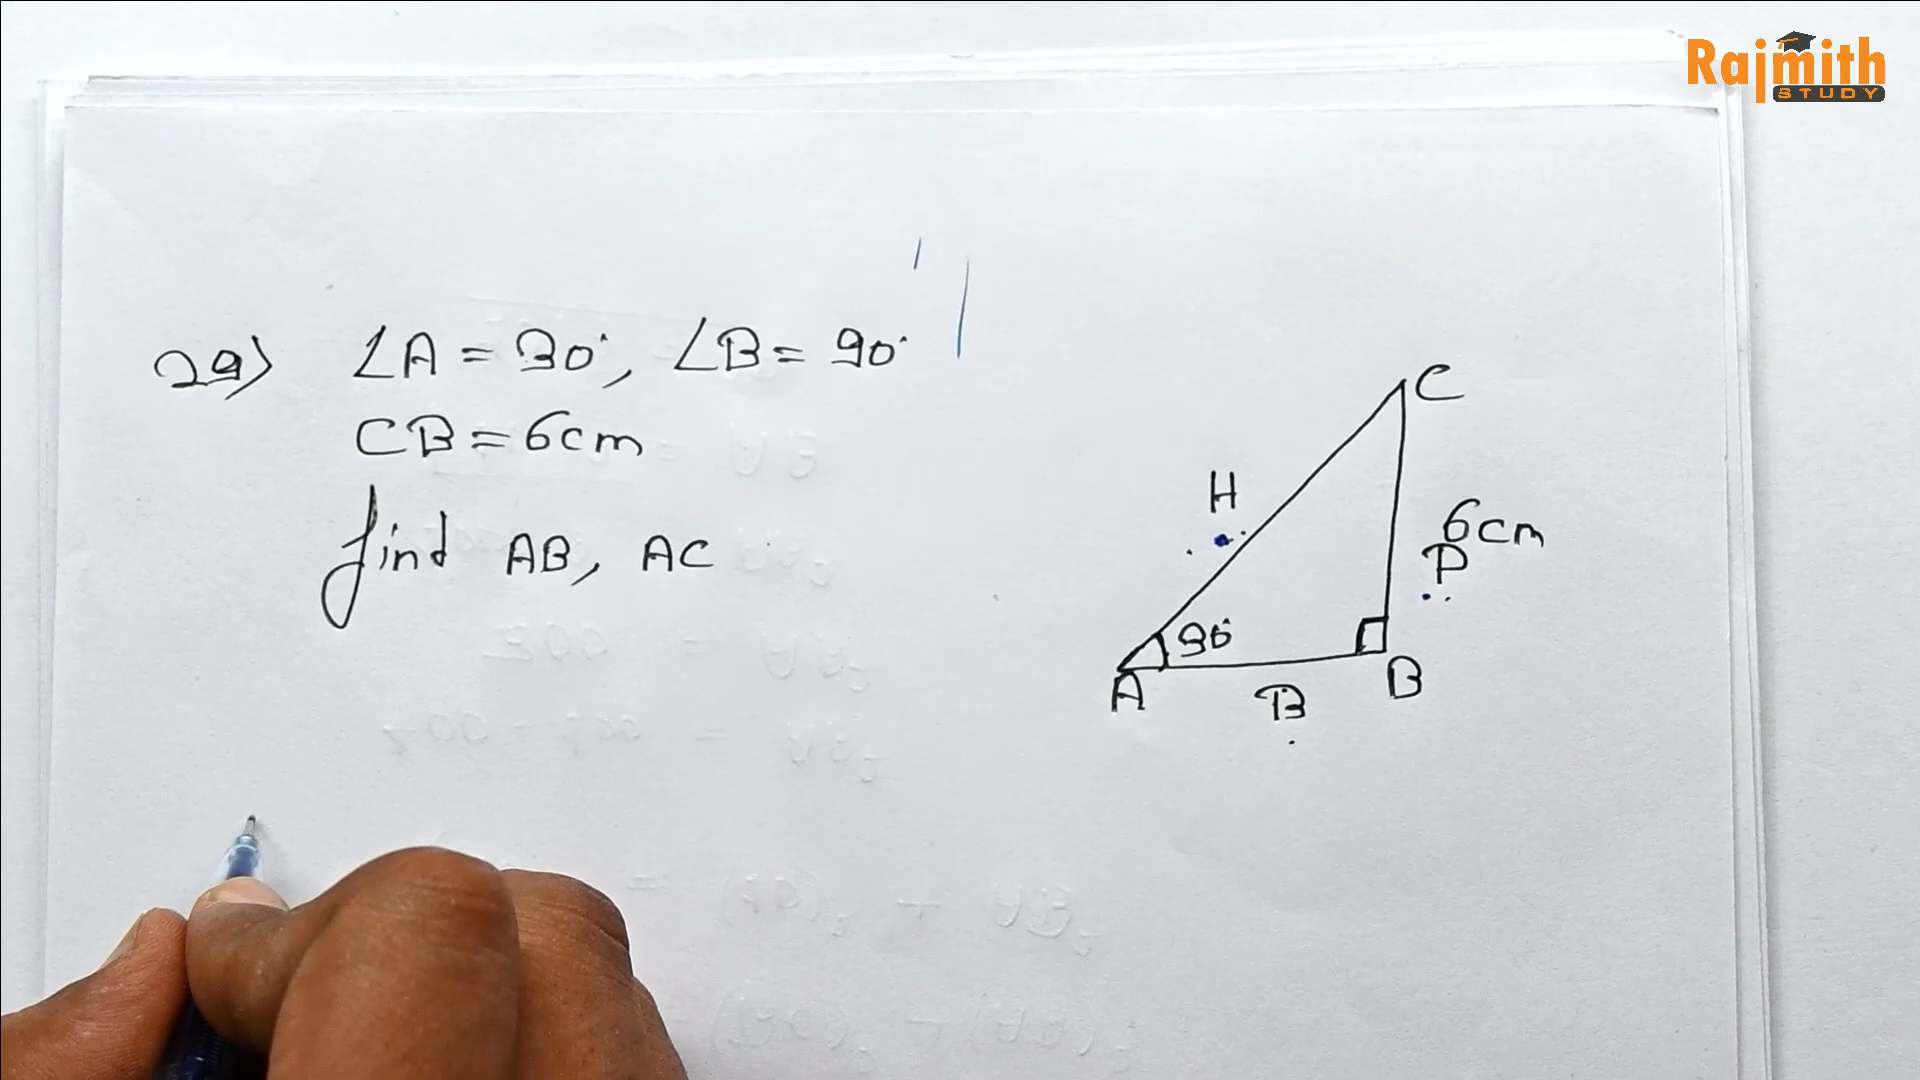 Rajmith
STUDY
29) ∠A = 30°, ∠B = 90°
CB = 6cm
find AB, AC
C
H
6cm
P
30°
A
B
B